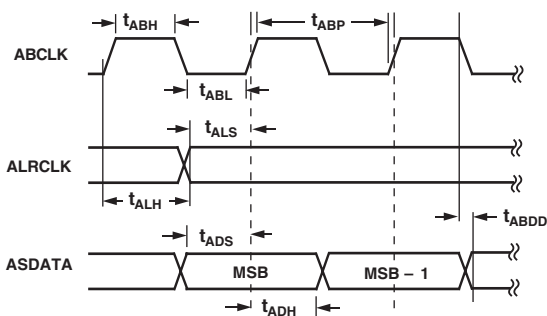 tABH
tABP
ABCLK
tABL
tALS
ALRCLK
tALH
tABDD
tADS
ASDATA
MSB
MSB – 1
tADH